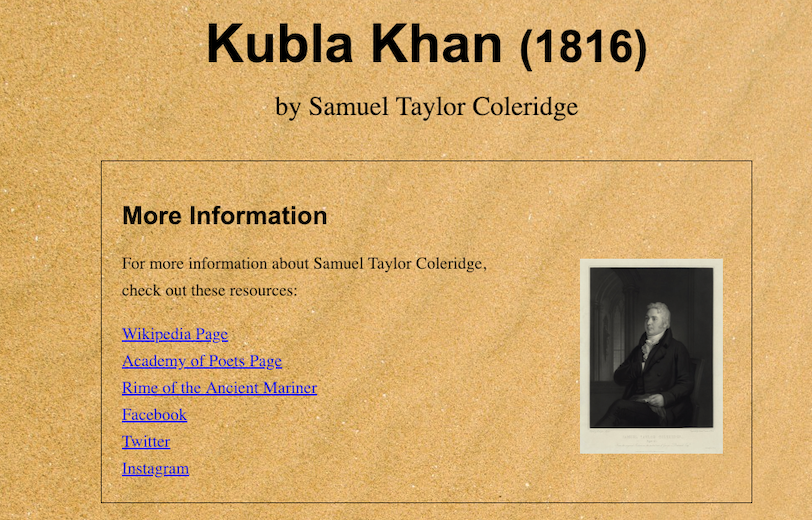 Kubla Khan (1816)
by Samuel Taylor Coleridge
More Information
For more information about Samuel Taylor Coleridge,
check out these resources:
Wikipedia Page
Academy of Poets Page
Rime of the Ancient Mariner
Facebook
Twitter
Instagram